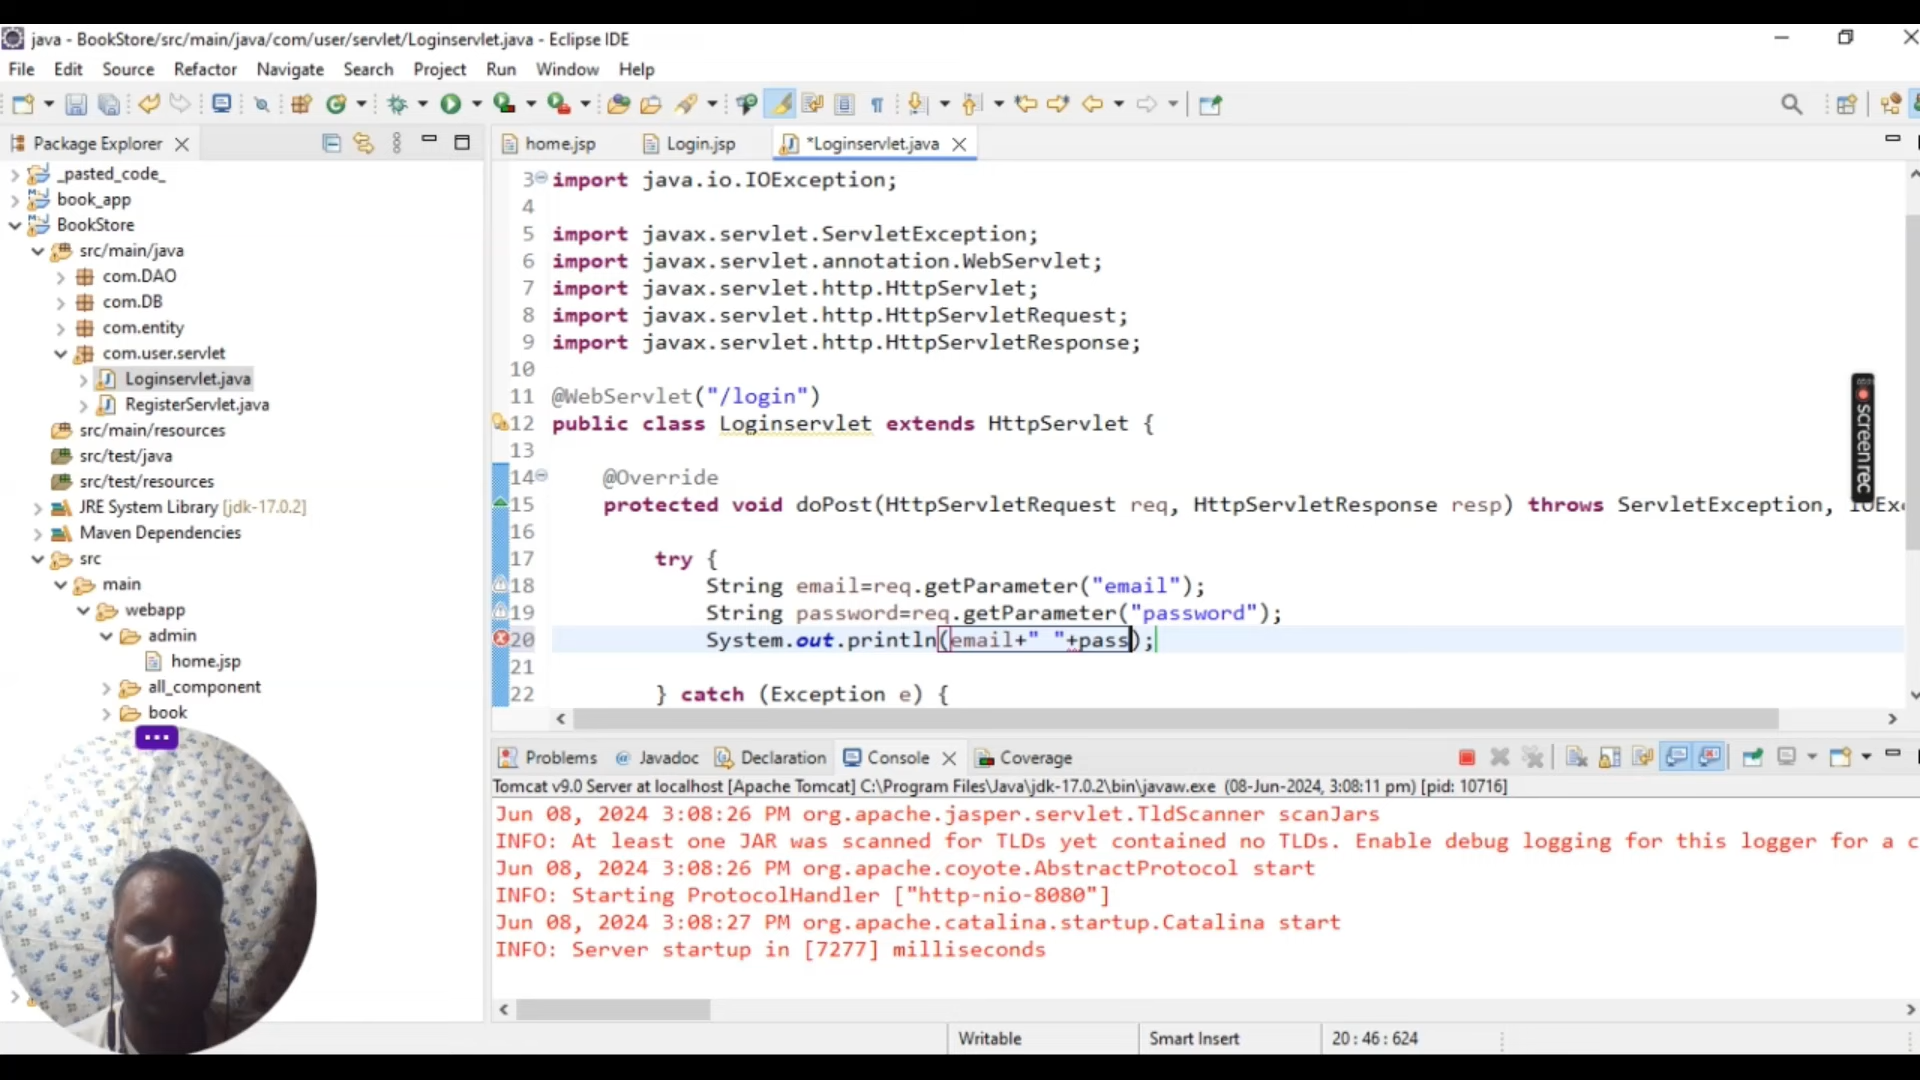 java - BookStore/src/main/java/com/user/servlet/Loginservlet.java - Eclipse IDE
File Edit Source Refactor Navigate Search Project Run Window Help
Package Explorer
home.jsp Login.jsp *Loginservlet.java
_pasted_code_
book_app
BookStore
src/main/java
com.DAO
com.DB
com.entity
com.user.servlet
Loginservlet.java
RegisterServlet.java
src/main/resources
src/test/java
src/test/resources
JRE System Library [jdk-17.0.2]
Maven Dependencies
src
main
webapp
admin
home.jsp
all_component
book
3 import java.io.IOException;
4
5 import javax.servlet.ServletException;
6 import javax.servlet.annotation.WebServlet;
7 import javax.servlet.http.HttpServlet;
8 import javax.servlet.http.HttpServletRequest;
9 import javax.servlet.http.HttpServletResponse;
10
11 @WebServlet("/login")
12 public class Loginservlet extends HttpServlet {
13
14 @Override
15 protected void doPost(HttpServletRequest req, HttpServletResponse resp) throws ServletException, IOExc
16
17 try {
18 String email=req.getParameter("email");
19 String password=req.getParameter("password");
20 System.out.println(email+" "+pass);
21
22 } catch (Exception e) {
screenrec
Problems Javadoc Declaration Console Coverage
Tomcat v9.0 Server at localhost [Apache Tomcat] C:\Program Files\Java\jdk-17.0.2\bin\javaw.exe (08-Jun-2024, 3:08:11 pm) [pid: 10716]
Jun 08, 2024 3:08:26 PM org.apache.jasper.servlet.TldScanner scanJars
INFO: At least one JAR was scanned for TLDs yet contained no TLDs. Enable debug logging for this logger for a c
Jun 08, 2024 3:08:26 PM org.apache.coyote.AbstractProtocol start
INFO: Starting ProtocolHandler ["http-nio-8080"]
Jun 08, 2024 3:08:27 PM org.apache.catalina.startup.Catalina start
INFO: Server startup in [7277] milliseconds
Writable Smart Insert 20 : 46 : 624